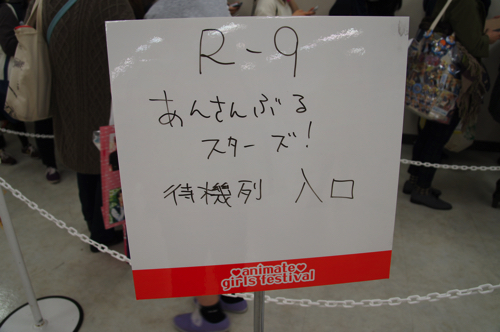 R-9
あんさんぶる
スターズ!
待機列 入口
♥animate♥
girls festival